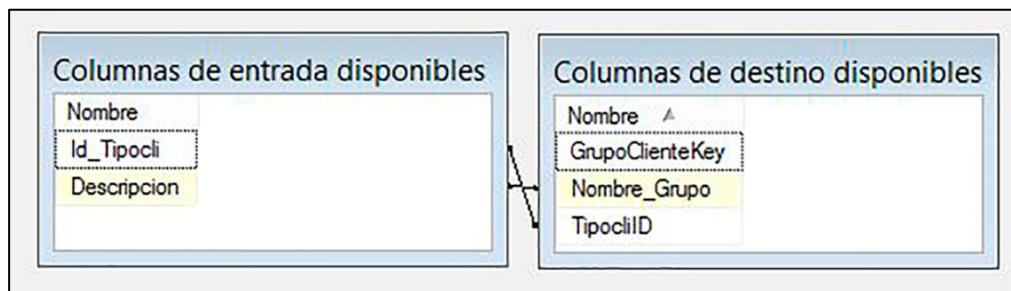 Columnas de entrada disponibles
Nombre
Id_Tipocli
Descripcion
Columnas de destino disponibles
Nombre
GrupoClienteKey
Nombre_Grupo
TipocliID